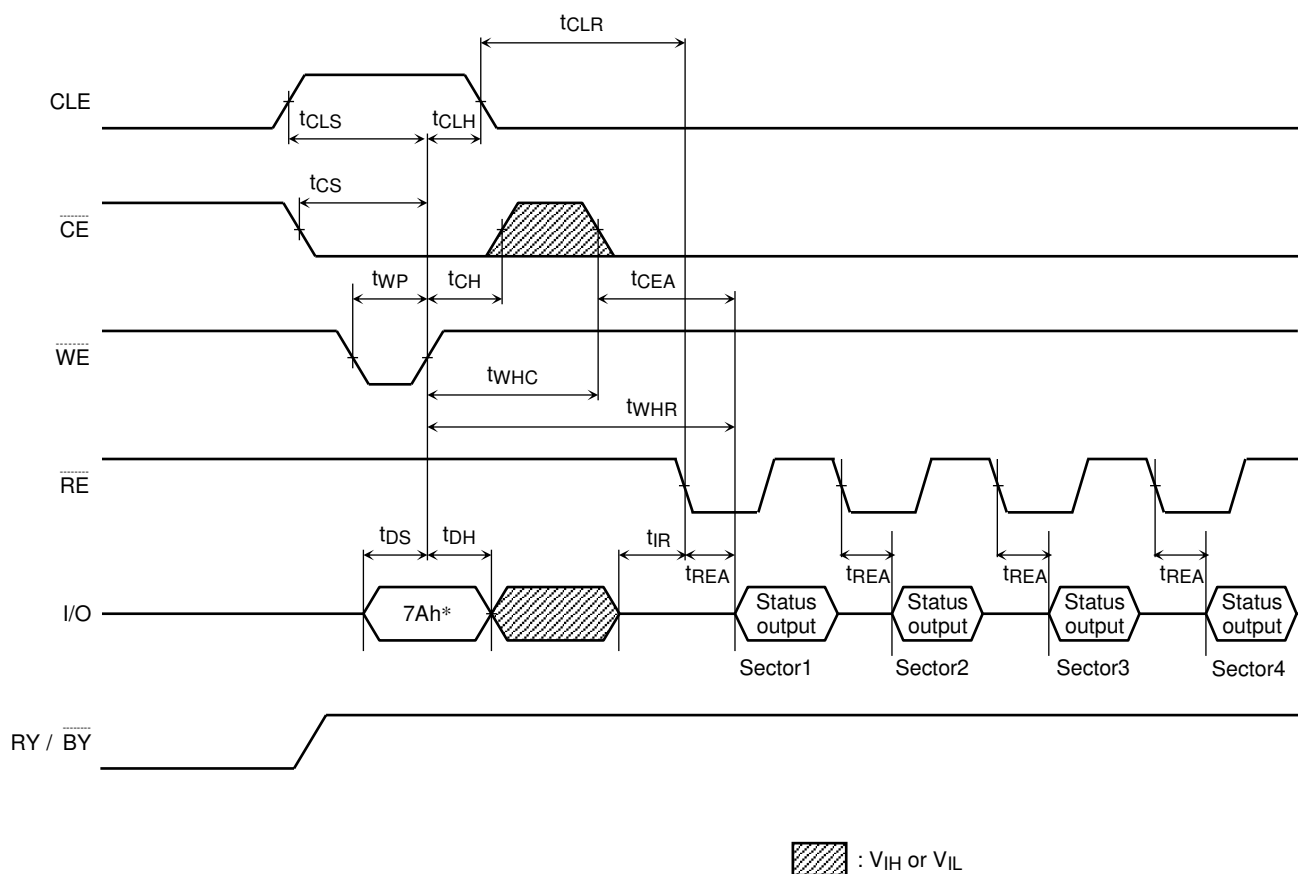 tCLR
CLE
tCLS
tCLH
tCS
CE
tWP
tCH
tCEA
WE
tWHC
tWHR
RE
tDS
tDH
tIR
tREA
tREA
tREA
tREA
I/O
7Ah*
Status
output
Status
output
Status
output
Status
output
Sector1
Sector2
Sector3
Sector4
RY / BY
: VIH or VIL